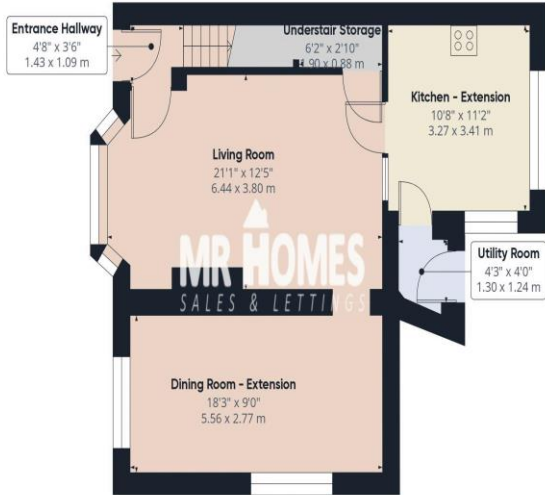 Entrance Hallway
4'8" x 3'6"
1.43 x 1.09 m
Understair Storage
6'2" x 2'10"
1.90 x 0.88 m
Kitchen - Extension
10'8" x 11'2"
3.27 x 3.41 m
Living Room
21'1" x 12'5"
6.44 x 3.80 m
MR HOMES
SALES & LETTINGS
Utility Room
4'3" x 4'0"
1.30 x 1.24 m
Dining Room - Extension
18'3" x 9'0"
5.56 x 2.77 m